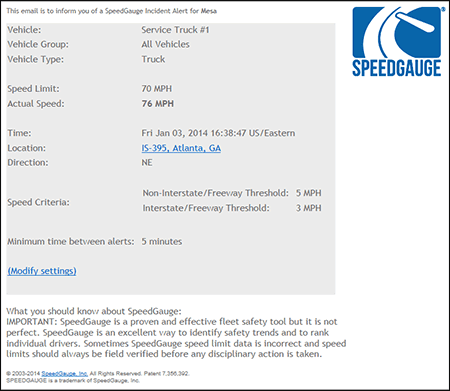 This email is to inform you of a SpeedGauge Incident Alert for Mesa
SPEEDGAUGE®
Vehicle: Service Truck #1
Vehicle Group: All Vehicles
Vehicle Type: Truck
Speed Limit: 70 MPH
Actual Speed: 76 MPH
Time: Fri Jan 03, 2014 16:38:47 US/Eastern
Location: IS-395, Atlanta, GA
Direction: NE
Speed Criteria:
Non-Interstate/Freeway Threshold: 5 MPH
Interstate/Freeway Threshold: 3 MPH
Minimum time between alerts: 5 minutes
(Modify settings)
What you should know about SpeedGauge:
IMPORTANT: SpeedGauge is a proven and effective fleet safety tool but it is not
perfect. SpeedGauge is an excellent way to identify safety trends and to rank
individual drivers. Sometimes SpeedGauge speed limit data is incorrect and speed
limits should always be field verified before any disciplinary action is taken.
© 2003-2014 SpeedGauge, Inc. All Rights Reserved. Patent 7,356,392.
SPEEDGAUGE is a trademark of SpeedGauge, Inc.